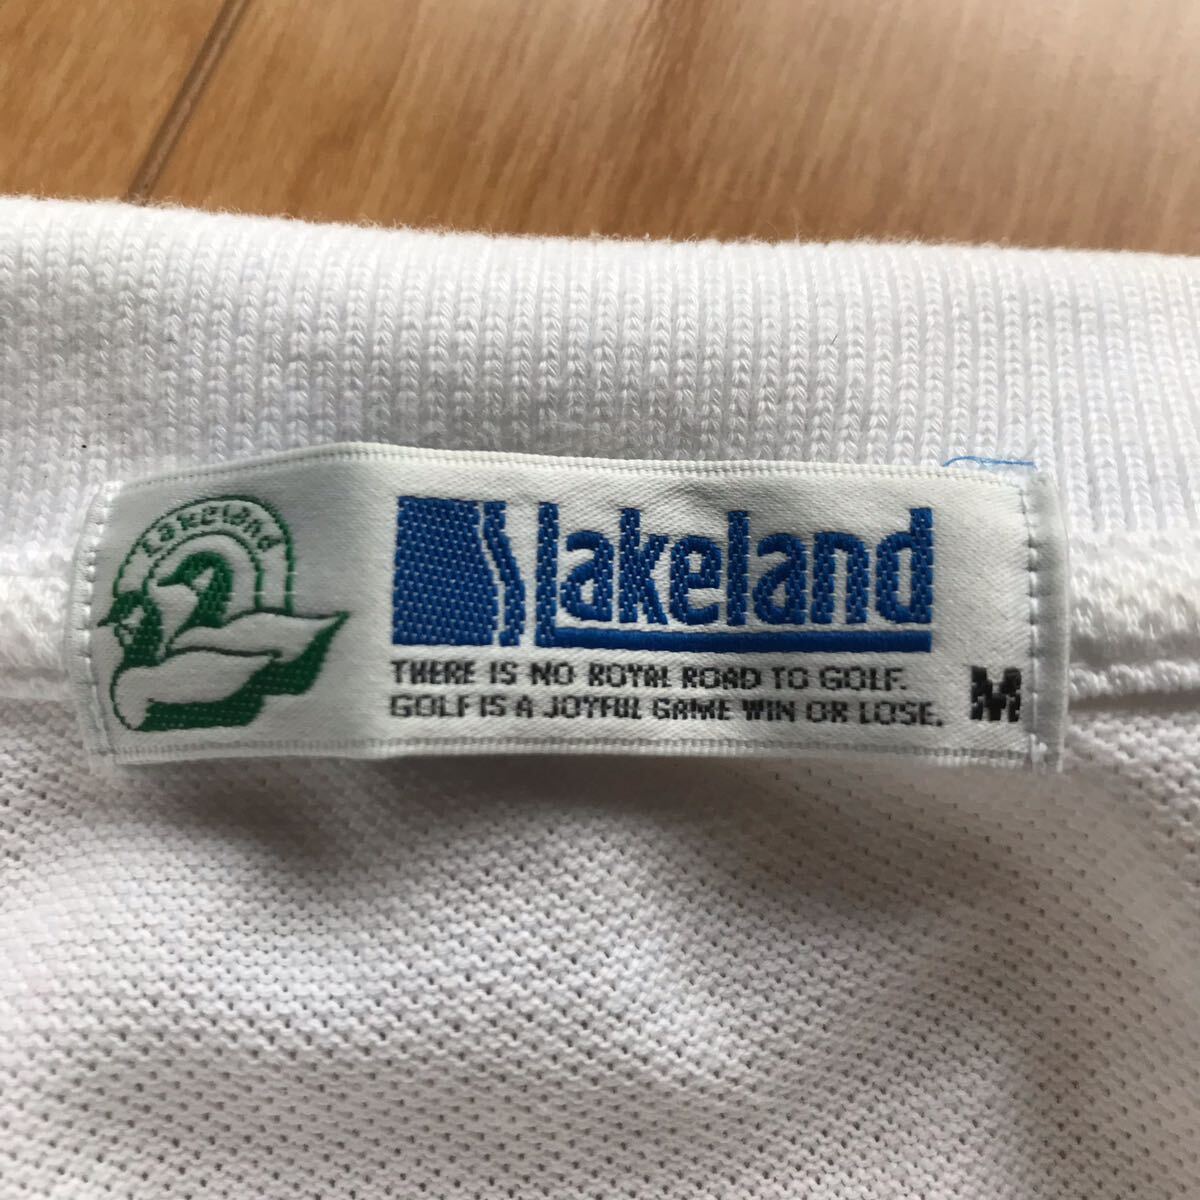 Lakeland
Lakeland
THERE IS NO ROYAL ROAD TO GOLF.
GOLF IS A JOYFUL GAME WIN OR LOSE.
M